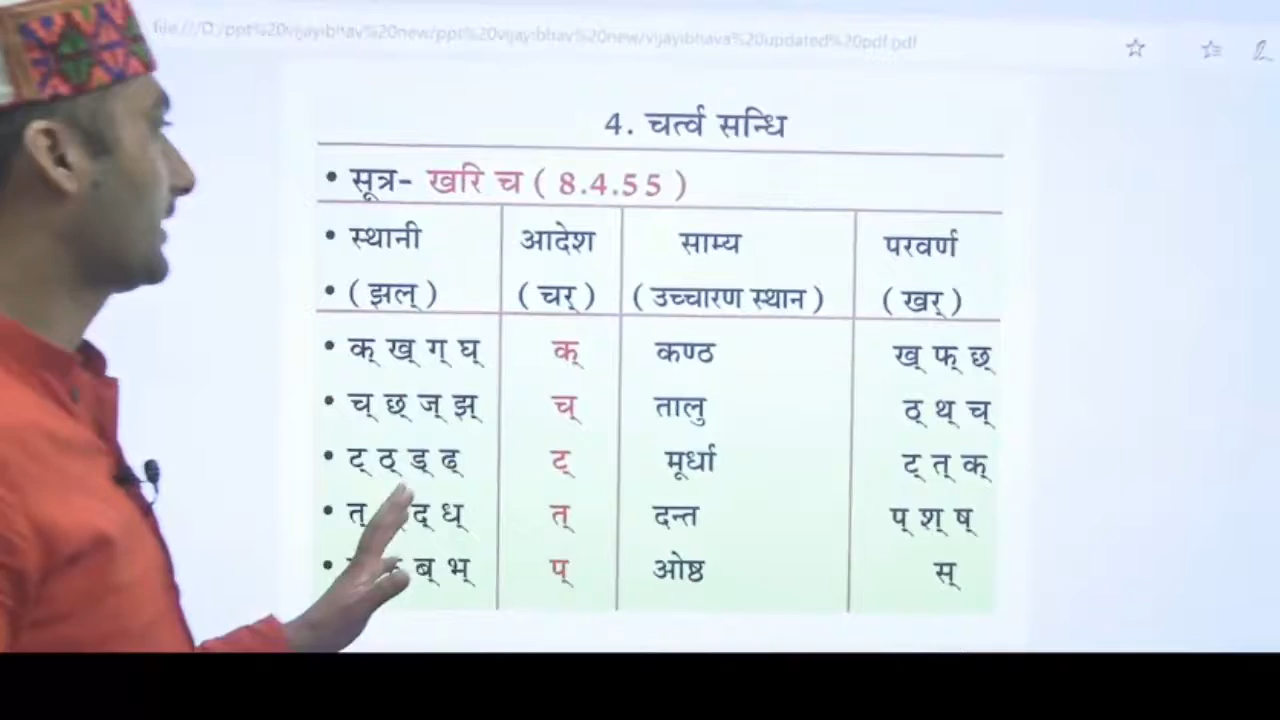 file:///D:/ppt%20vijayibhav%20new/ppt%20vijayibhav%20new/vijayibhava%20updated%20pdf.pdf
4. चर्त्व सन्धि
• सूत्र- खरि च ( 8.4.55 )
• स्थानी आदेश साम्य परवर्ण
• ( झल् ) ( चर् ) ( उच्चारण स्थान ) ( खर् )
• क् ख् ग् घ् क् कण्ठ ख् फ् छ्
• च् छ् ज् झ् च् तालु ठ् थ् च्
• ट् ठ् ड् ढ् ट् मूर्धा ट् त् क्
• त् द् ध् त् दन्त प् श् ष्
• ब् भ् प् ओष्ठ स्